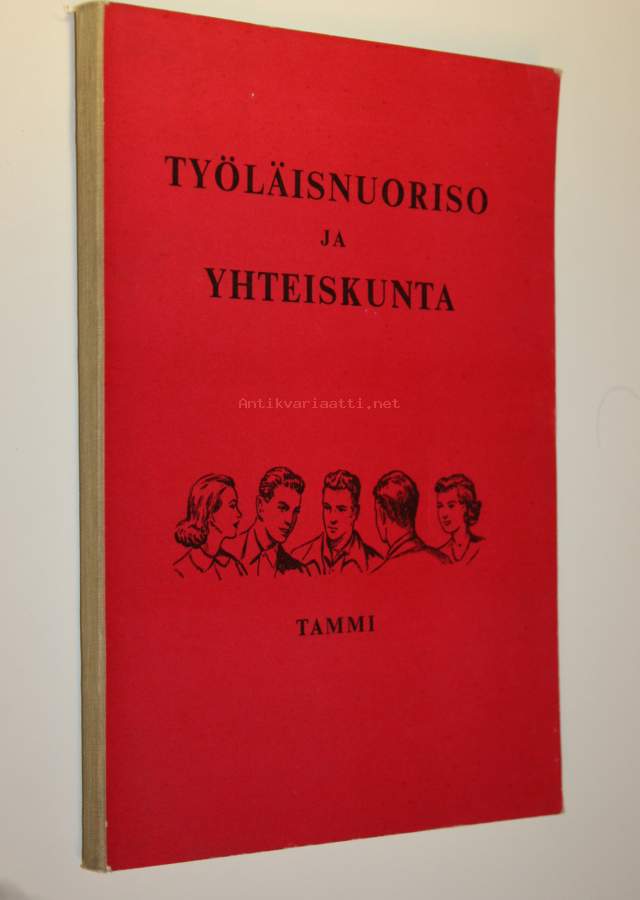 TYÖLÄISNUORISO
JA
YHTEISKUNTA
Antikvariaatti.net
TAMMI